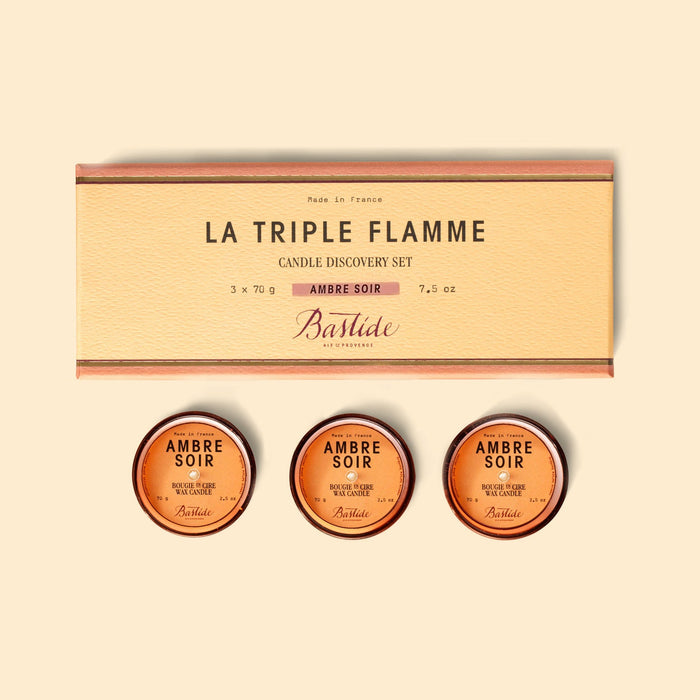 Made in France
LA TRIPLE FLAMME
CANDLE DISCOVERY SET
3 x 70 g AMBRE SOIR 7.5 oz
Bastide
AIX EN PROVENCE
Made in France
AMBRE
SOIR
BOUGIE DE CIRE
WAX CANDLE
70 g 2.5 oz
Bastide
Made in France
AMBRE
SOIR
BOUGIE DE CIRE
WAX CANDLE
70 g 2.5 oz
Bastide
Made in France
AMBRE
SOIR
BOUGIE DE CIRE
WAX CANDLE
70 g 2.5 oz
Bastide